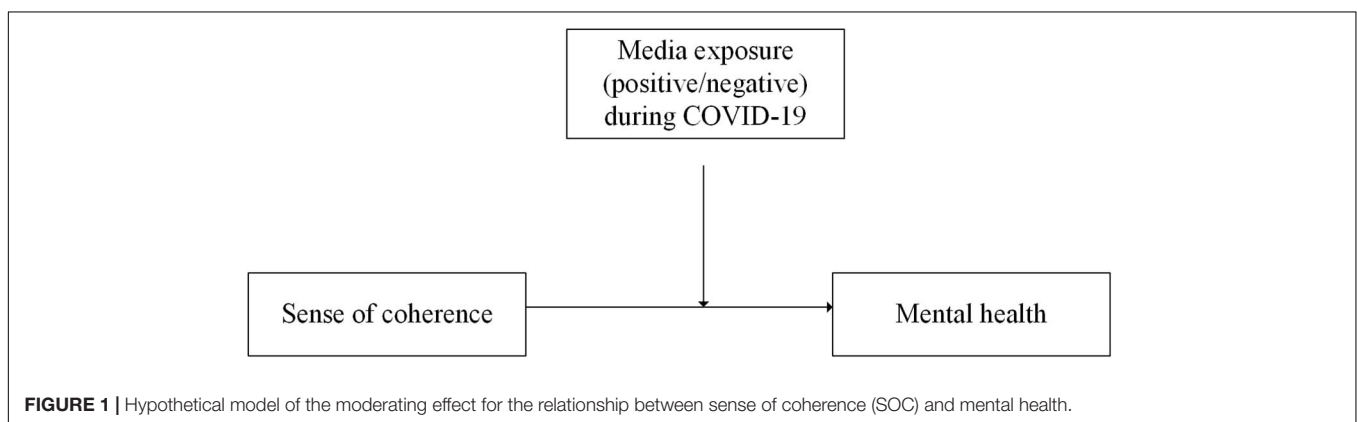 Media exposure
(positive/negative)
during COVID-19
Sense of coherence
Mental health
FIGURE 1 | Hypothetical model of the moderating effect for the relationship between sense of coherence (SOC) and mental health.